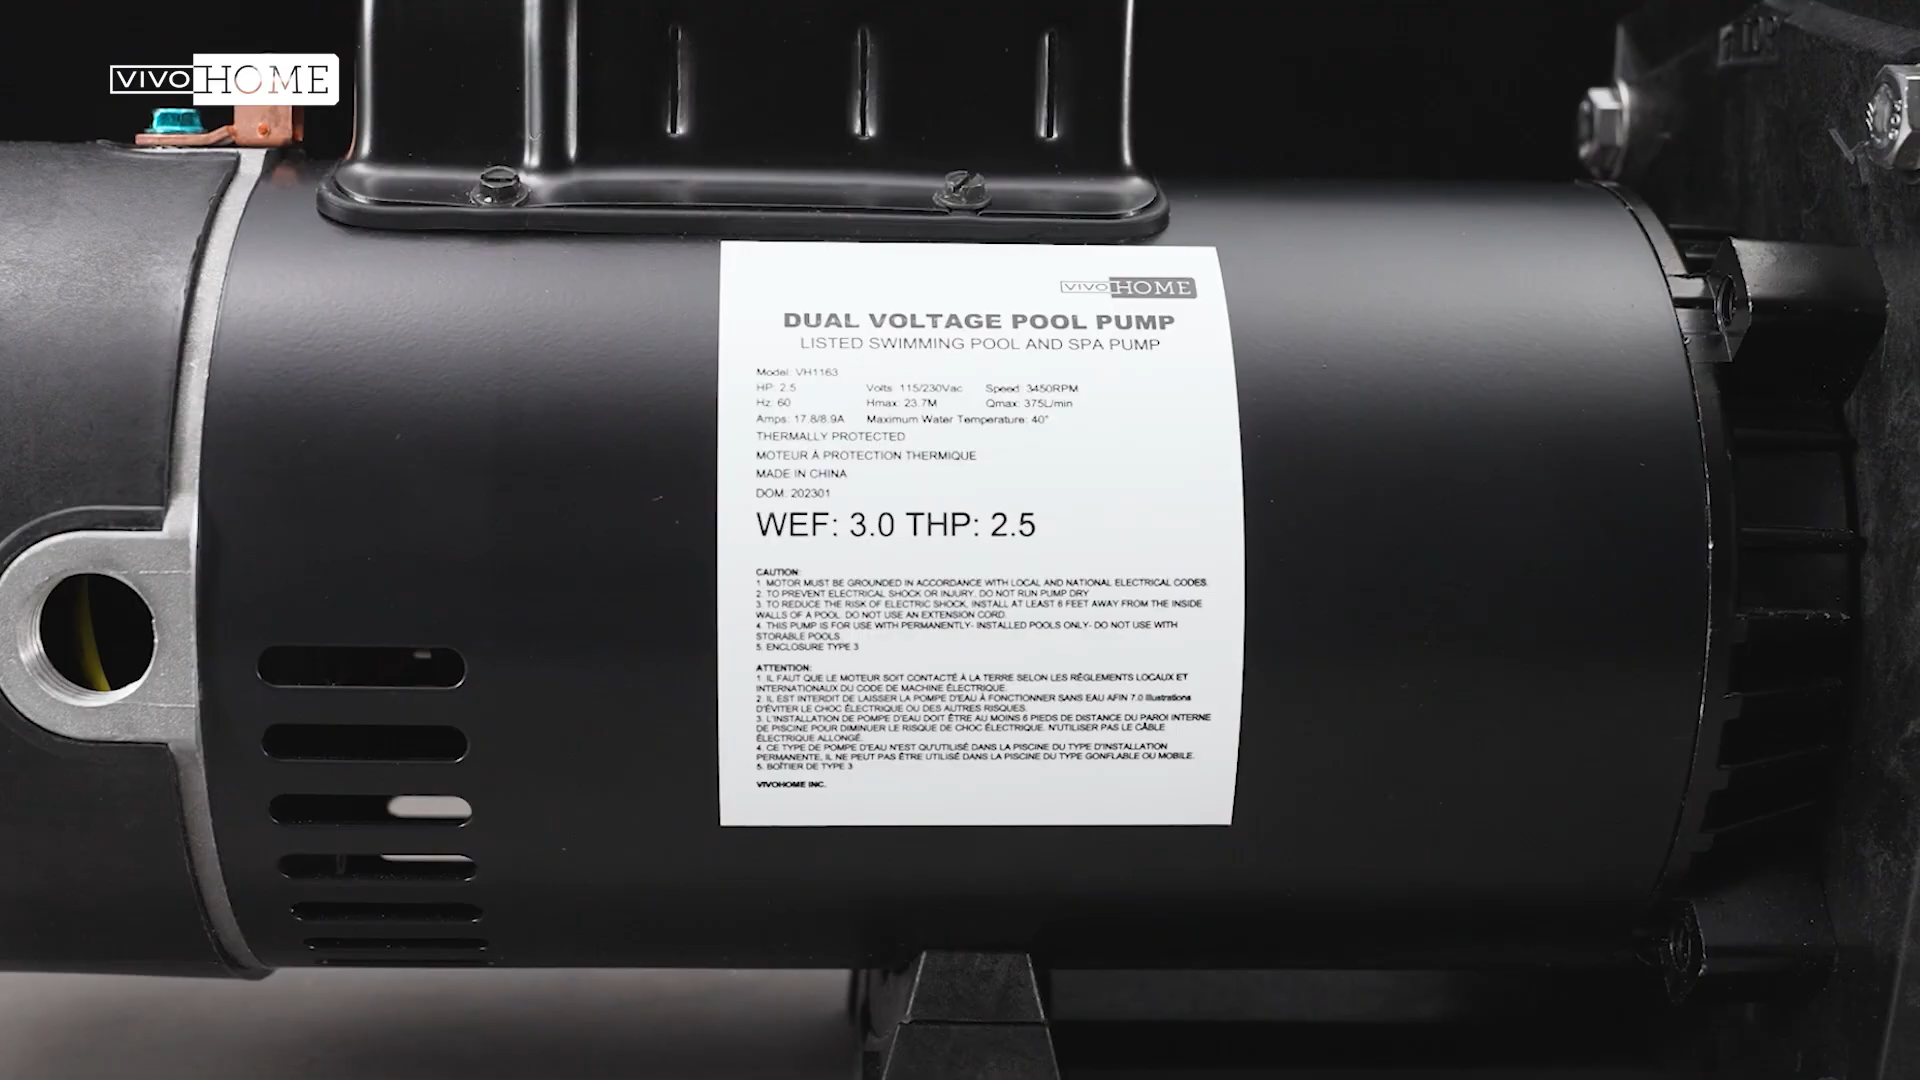 VIVO HOME
VIVO HOME
DUAL VOLTAGE POOL PUMP
LISTED SWIMMING POOL AND SPA PUMP
Model: VH1163
HP: 2.5 Volts: 115/230Vac Speed: 3450RPM
Hz: 60 Hmax: 23.7M Qmax: 375L/min
Amps: 17.8/8.9A Maximum Water Temperature: 40°
THERMALLY PROTECTED
MOTEUR À PROTECTION THERMIQUE
MADE IN CHINA
DOM: 202301
WEF: 3.0 THP: 2.5
CAUTION:
1. MOTOR MUST BE GROUNDED IN ACCORDANCE WITH LOCAL AND NATIONAL ELECTRICAL CODES.
2. TO PREVENT ELECTRICAL SHOCK OR INJURY, DO NOT RUN PUMP DRY
3. TO REDUCE THE RISK OF ELECTRIC SHOCK, INSTALL AT LEAST 6 FEET AWAY FROM THE INSIDE
WALLS OF A POOL. DO NOT USE AN EXTENSION CORD.
4. THIS PUMP IS FOR USE WITH PERMANENTLY- INSTALLED POOLS ONLY- DO NOT USE WITH
STORABLE POOLS.
5. ENCLOSURE TYPE 3
ATTENTION:
1. IL FAUT QUE LE MOTEUR SOIT CONTACTÉ À LA TERRE SELON LES RÈGLEMENTS LOCAUX ET
INTERNATIONAUX DU CODE DE MACHINE ÉLECTRIQUE.
2. IL EST INTERDIT DE LAISSER LA POMPE D'EAU À FONCTIONNER SANS EAU AFIN 7.0 Illustrations
D'ÉVITER LE CHOC ÉLECTRIQUE OU DES AUTRES RISQUES.
3. L'INSTALLATION DE POMPE D'EAU DOIT ÊTRE AU MOINS 6 PIEDS DE DISTANCE DU PAROI INTERNE
DE PISCINE POUR DIMINUER LE RISQUE DE CHOC ÉLECTRIQUE. N'UTILISER PAS LE CÂBLE
ÉLECTRIQUE ALLONGÉ.
4. CE TYPE DE POMPE D'EAU N'EST QU'UTILISÉ DANS LA PISCINE DU TYPE D'INSTALLATION
PERMANENTE, IL NE PEUT PAS ÊTRE UTILISÉ DANS LA PISCINE DU TYPE GONFLABLE OU MOBILE.
5. BOÎTIER DE TYPE 3
VIVOHOME INC.